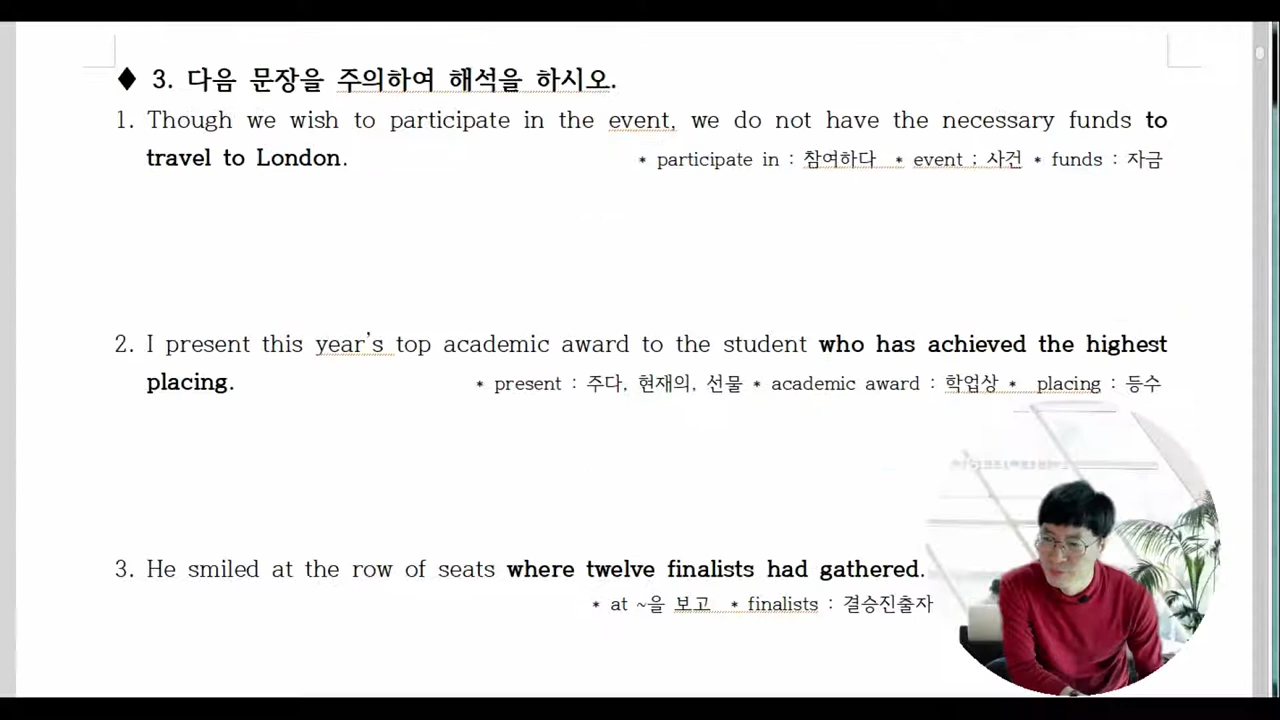 ◆ 3. 다음 문장을 주의하여 해석을 하시오.
1. Though we wish to participate in the event, we do not have the necessary funds to
travel to London. * participate in : 참여하다 * event ; 사건 * funds : 자금
2. I present this year's top academic award to the student who has achieved the highest
placing. * present : 주다, 현재의, 선물 * academic award : 학업상 * placing : 등수
3. He smiled at the row of seats where twelve finalists had gathered.
* at ~을 보고 * finalists : 결승진출자